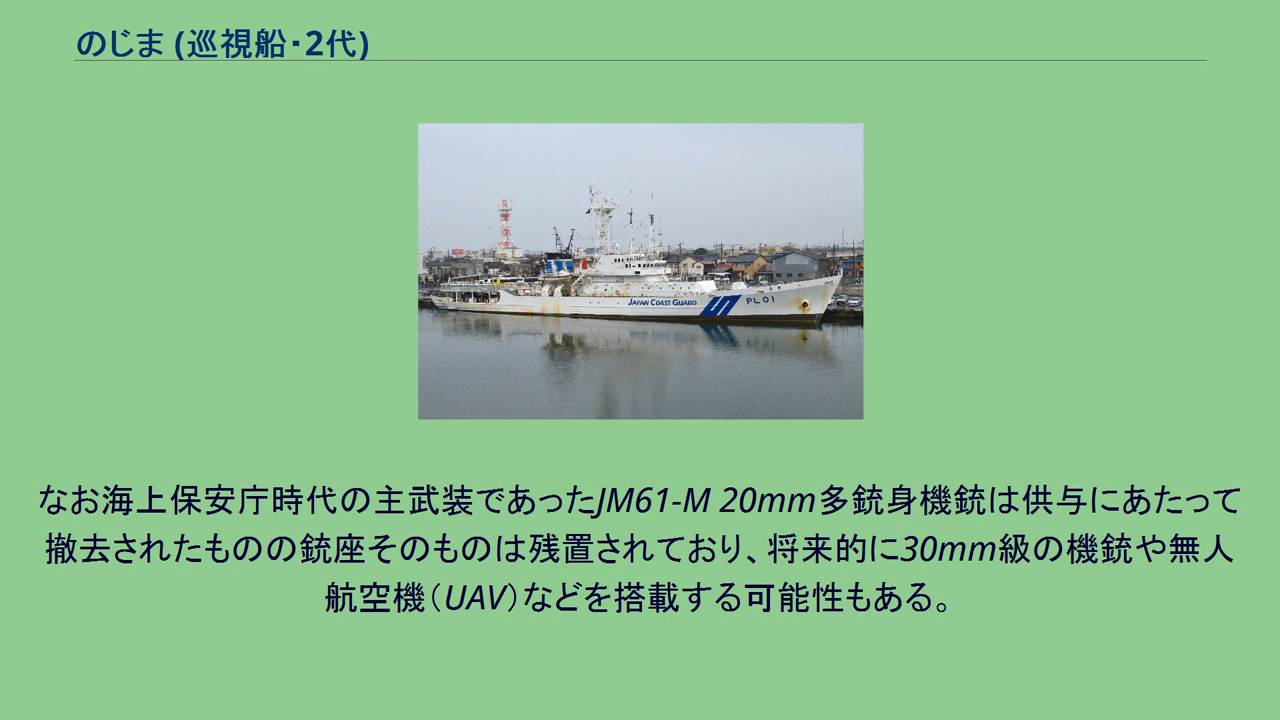 のじま (巡視船・2代)
JAPAN COAST GUARD
PL 01
なお海上保安庁時代の主武装であったJM61-M 20mm多銃身機銃は供与にあたって
撤去されたものの銃座そのものは残置されており、将来的に30mm級の機銃や無人
航空機（UAV）などを搭載する可能性もある。